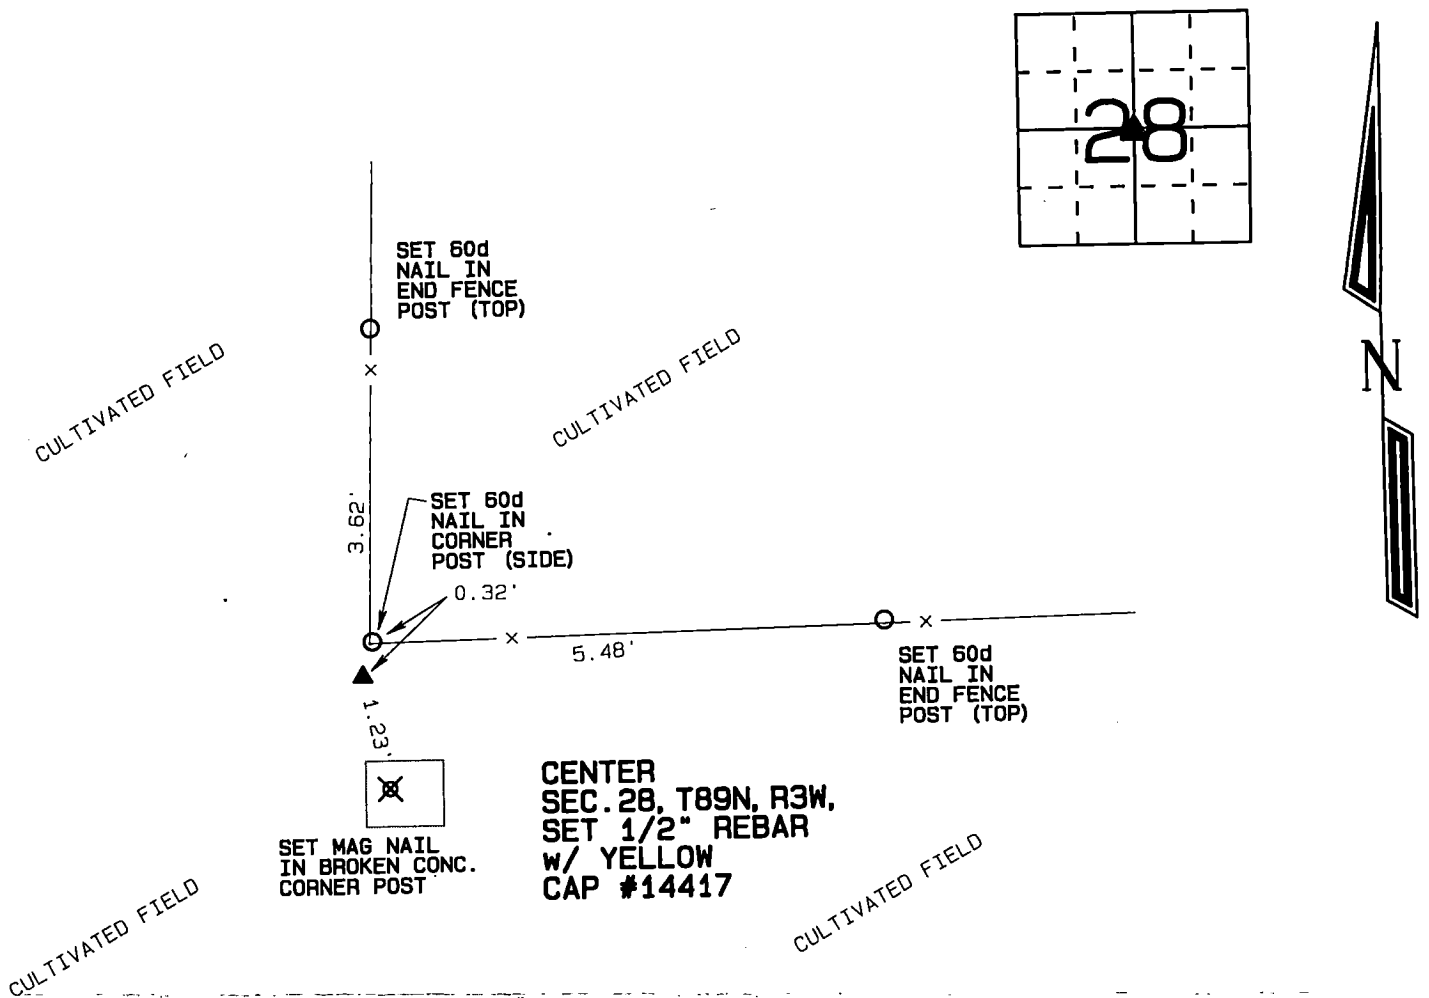 28
SET 60d
NAIL IN
END FENCE
POST (TOP)
N
CULTIVATED FIELD
CULTIVATED FIELD
3.62'
SET 60d
NAIL IN
CORNER
POST (SIDE)
0.32'
5.48'
SET 60d
NAIL IN
END FENCE
POST (TOP)
1.23'
CENTER
SEC.28, T89N, R3W,
SET 1/2" REBAR
w/ YELLOW
CAP #14417
SET MAG NAIL
IN BROKEN CONC.
CORNER POST
CULTIVATED FIELD
CULTIVATED FIELD